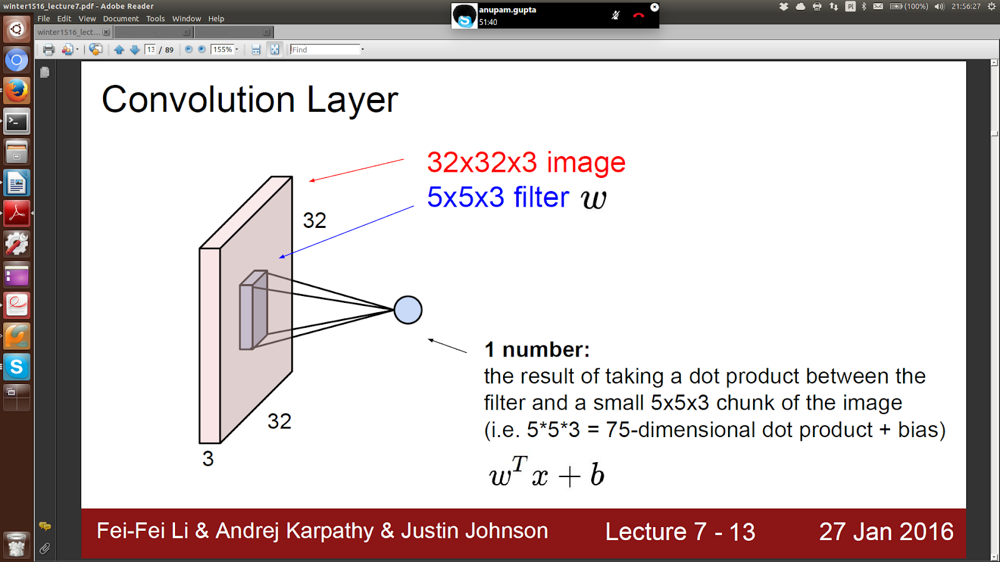 winter1516_lecture7.pdf - Adobe Reader
Pl
(100%)
21:56:27
anupam.gupta
51:40
File Edit View Document Tools Window Help
winter1516_lect...
13 / 89
155%
Find
Convolution Layer
32x32x3 image
5x5x3 filter w
32
32
3
1 number:
the result of taking a dot product between the
filter and a small 5x5x3 chunk of the image
(i.e. 5*5*3 = 75-dimensional dot product + bias)
w^T x + b
Fei-Fei Li & Andrej Karpathy & Justin Johnson
Lecture 7 - 13
27 Jan 2016